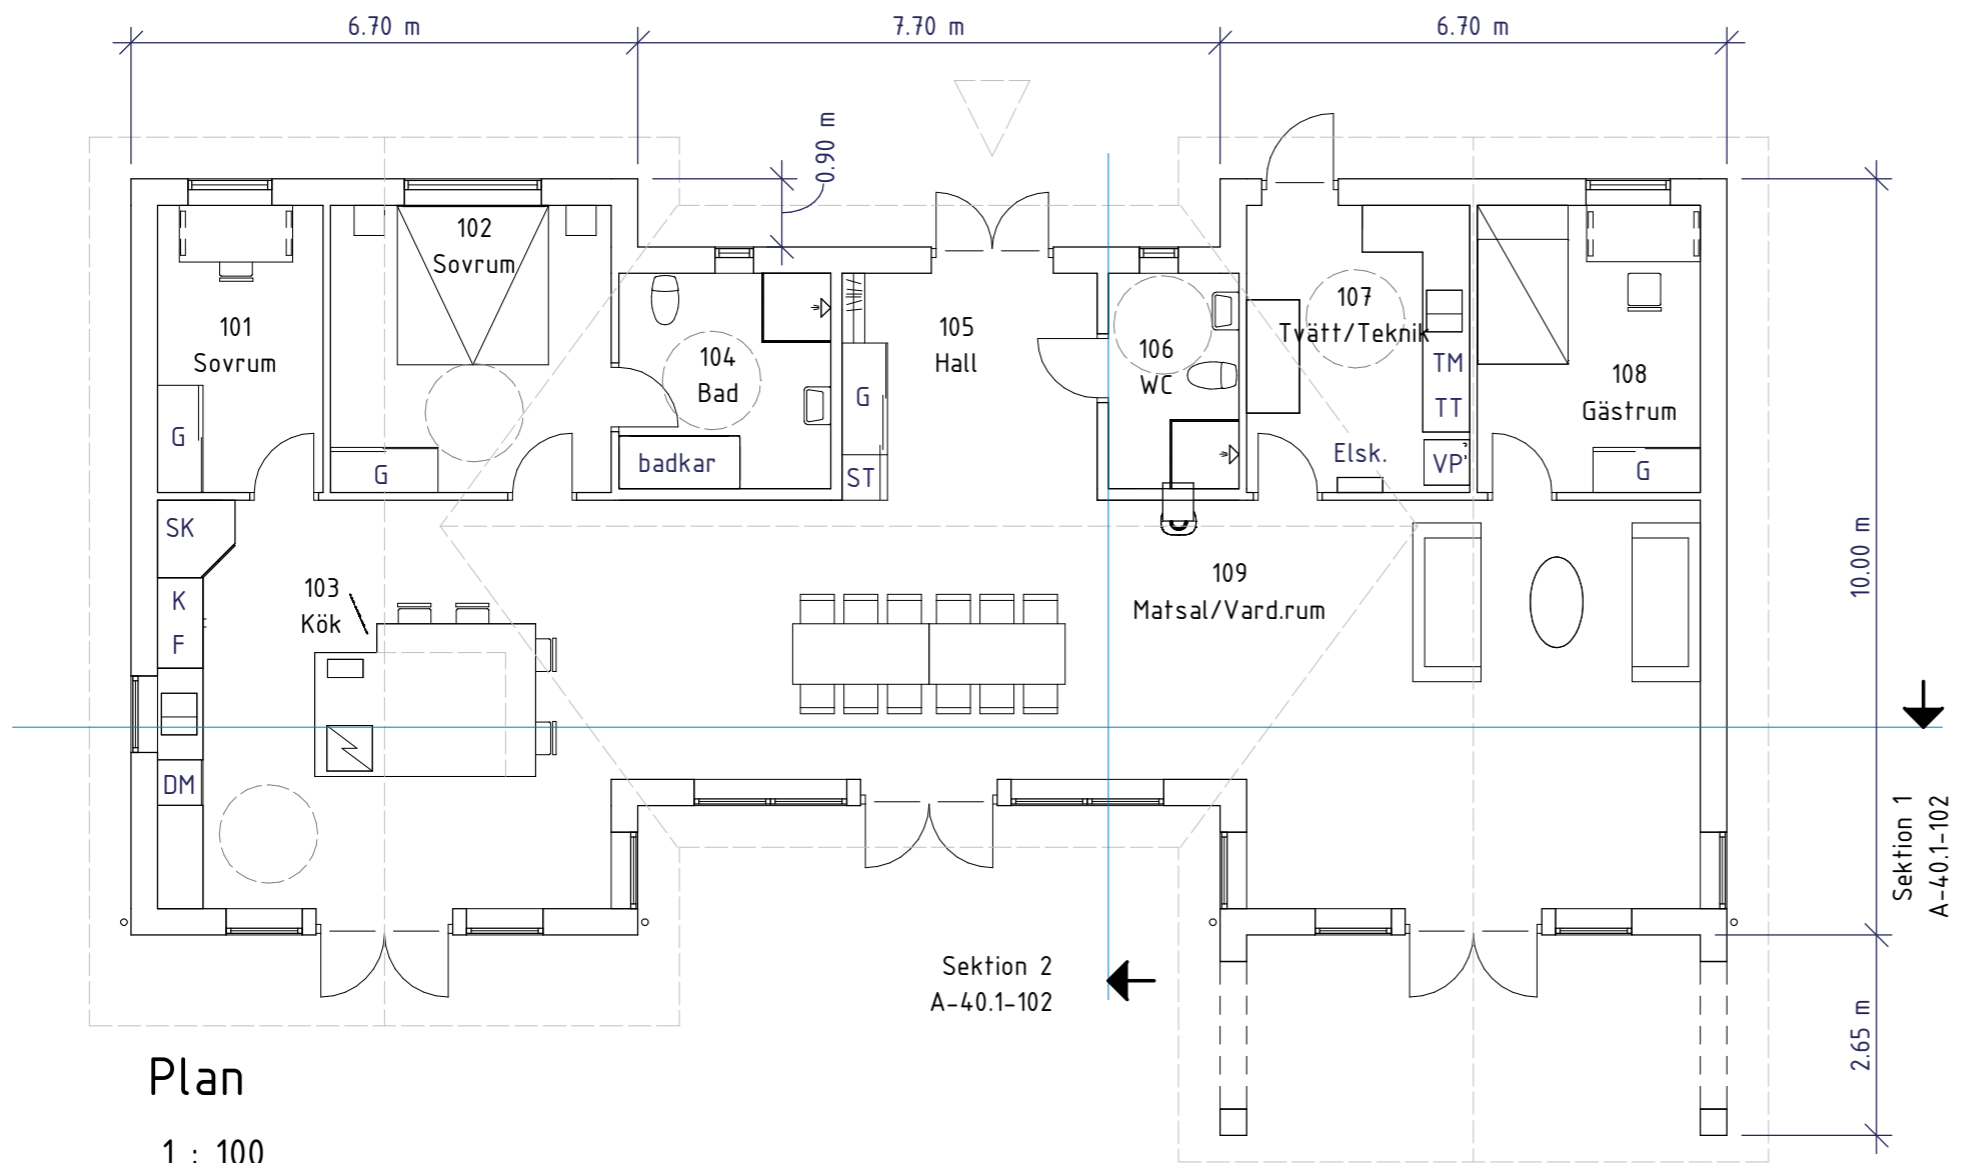 6.70 m
7.70 m
6.70 m
0.90 m
102
Sovrum
101
Sovrum
104
Bad
105
Hall
106
WC
107
Tvätt/Teknik
108
Gästrum
G
G
badkar
G
ST
TM
TT
Elsk.
VP
G
SK
K
F
DM
103
Kök
109
Matsal/Vard.rum
10.00 m
Sektion 1
A-40.1-102
Sektion 2
A-40.1-102
2.65 m
Plan
1 : 100